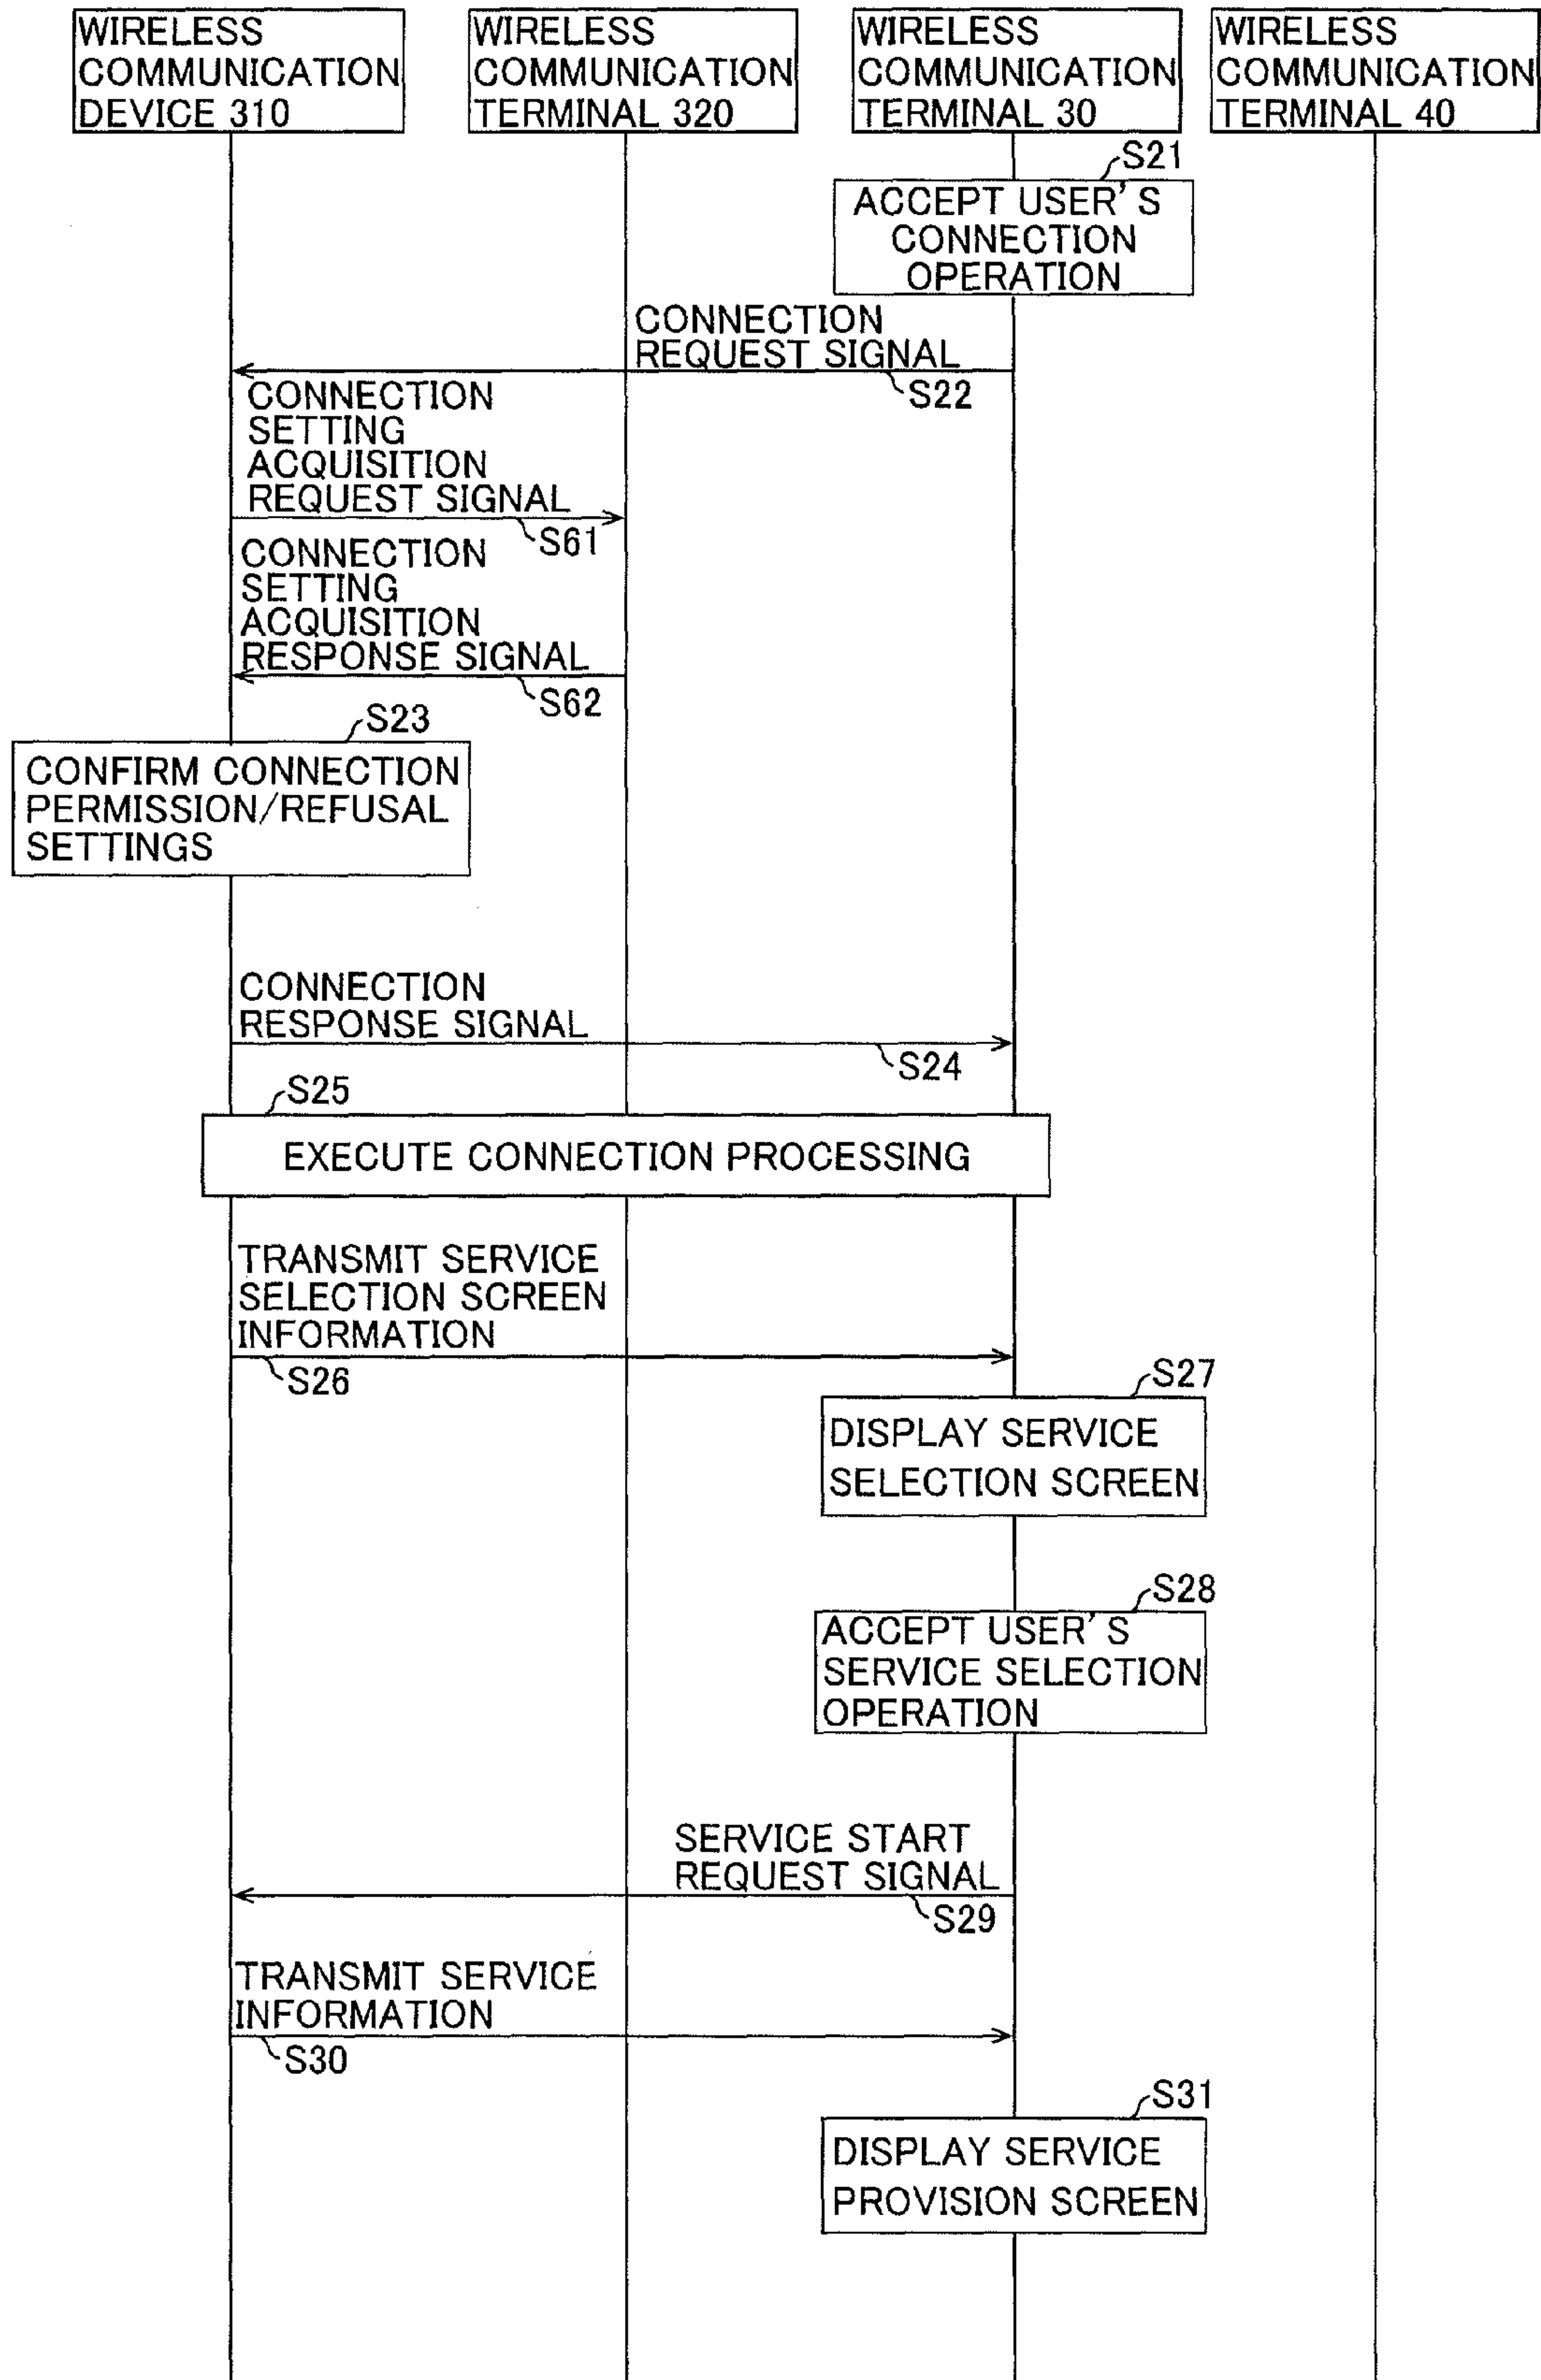 WIRELESS
COMMUNICATION
DEVICE 310
WIRELESS
COMMUNICATION
TERMINAL 320
WIRELESS
COMMUNICATION
TERMINAL 30
WIRELESS
COMMUNICATION
TERMINAL 40
S21
ACCEPT USER'S
CONNECTION
OPERATION
CONNECTION
REQUEST SIGNAL
S22
CONNECTION
SETTING
ACQUISITION
REQUEST SIGNAL
S61
CONNECTION
SETTING
ACQUISITION
RESPONSE SIGNAL
S62
S23
CONFIRM CONNECTION
PERMISSION/REFUSAL
SETTINGS
CONNECTION
RESPONSE SIGNAL
S24
S25
EXECUTE CONNECTION PROCESSING
TRANSMIT SERVICE
SELECTION SCREEN
INFORMATION
S26
S27
DISPLAY SERVICE
SELECTION SCREEN
S28
ACCEPT USER'S
SERVICE SELECTION
OPERATION
SERVICE START
REQUEST SIGNAL
S29
TRANSMIT SERVICE
INFORMATION
S30
S31
DISPLAY SERVICE
PROVISION SCREEN